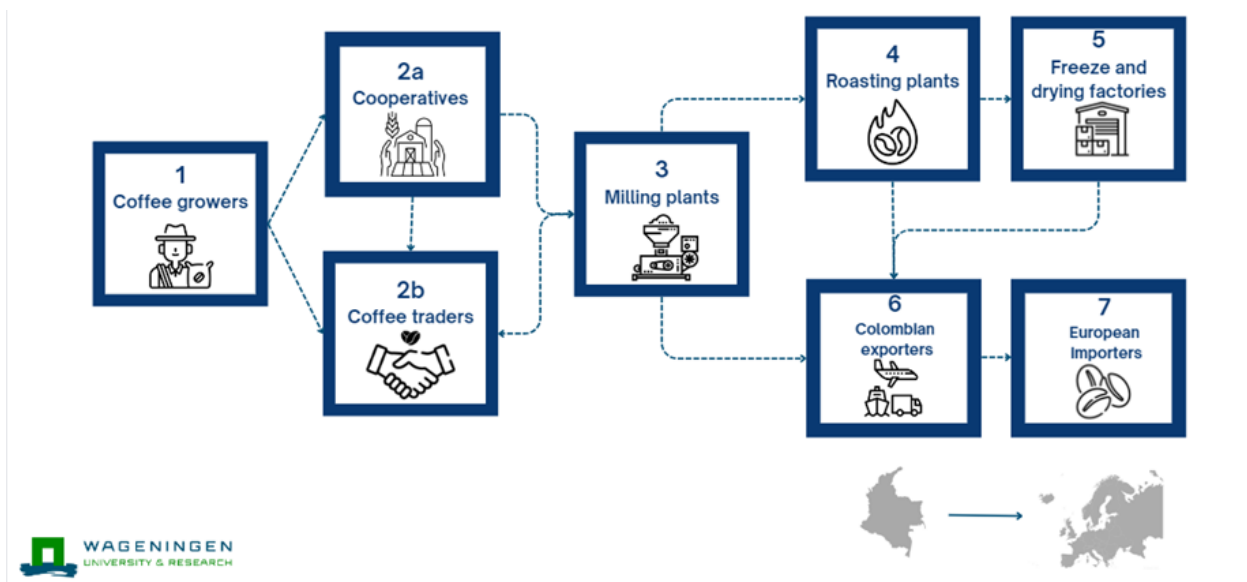 1
Coffee growers
2a
Cooperatives
2b
Coffee traders
3
Milling plants
4
Roasting plants
5
Freeze and
drying factories
6
Colombian
exporters
7
European
Importers
WAGENINGEN
UNIVERSITY & RESEARCH